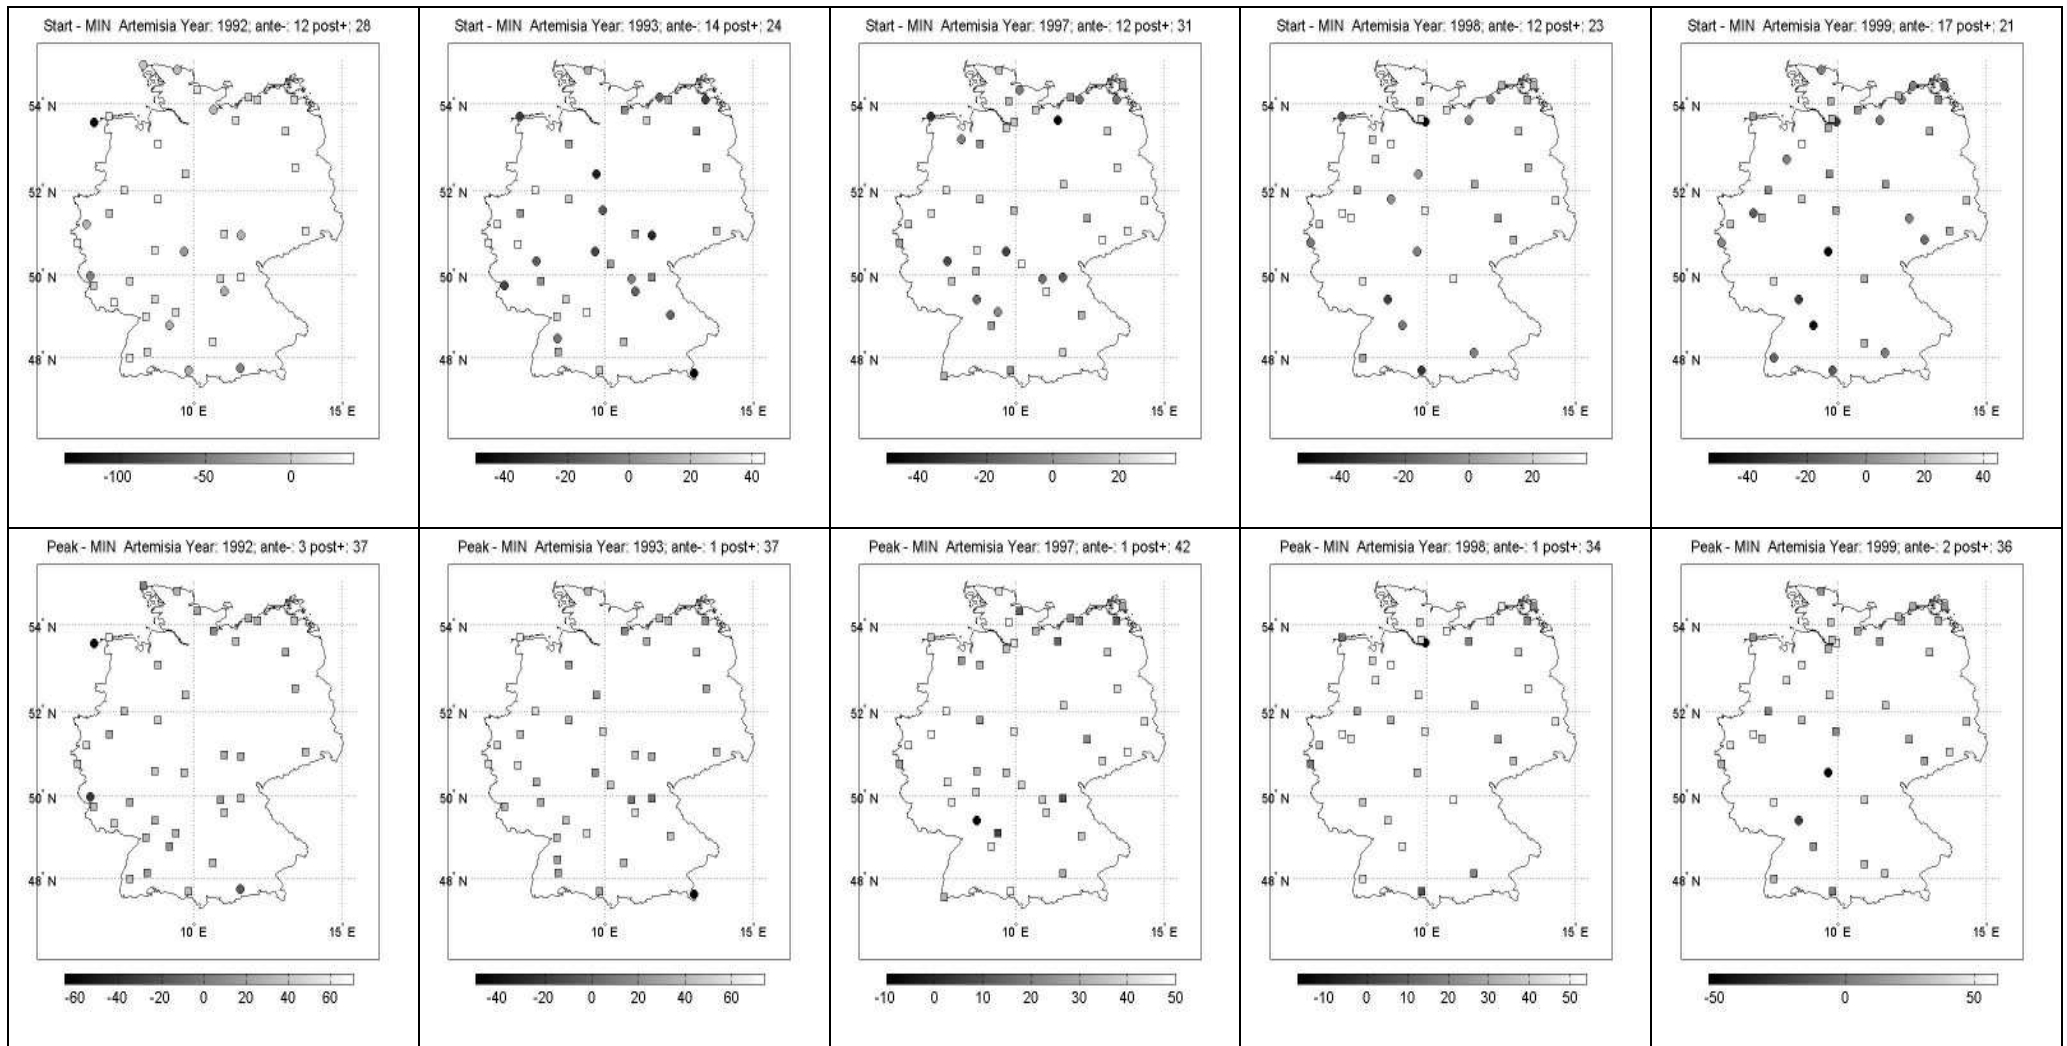 Start - MIN Artemisia Year: 1992; ante-: 12 post+: 28
54° N
52° N
50° N
48° N
10° E 15° E
-100 -50 0
Start - MIN Artemisia Year: 1993; ante-: 14 post+: 24
54° N
52° N
50° N
48° N
10° E 15° E
-40 -20 0 20 40
Start - MIN Artemisia Year: 1997; ante-: 12 post+: 31
54° N
52° N
50° N
48° N
10° E 15° E
-40 -20 0 20
Start - MIN Artemisia Year: 1998; ante-: 12 post+: 23
54° N
52° N
50° N
48° N
10° E 15° E
-40 -20 0 20
Start - MIN Artemisia Year: 1999; ante-: 17 post+: 21
54° N
52° N
50° N
48° N
10° E 15° E
-40 -20 0 20 40
Peak - MIN Artemisia Year: 1992; ante-: 3 post+: 37
54° N
52° N
50° N
48° N
10° E 15° E
-60 -40 -20 0 20 40 60
Peak - MIN Artemisia Year: 1993; ante-: 1 post+: 37
54° N
52° N
50° N
48° N
10° E 15° E
-40 -20 0 20 40 60
Peak - MIN Artemisia Year: 1997; ante-: 1 post+: 42
54° N
52° N
50° N
48° N
10° E 15° E
-10 0 10 20 30 40 50
Peak - MIN Artemisia Year: 1998; ante-: 1 post+: 34
54° N
52° N
50° N
48° N
10° E 15° E
-10 0 10 20 30 40 50
Peak - MIN Artemisia Year: 1999; ante-: 2 post+: 36
54° N
52° N
50° N
48° N
10° E 15° E
-50 0 50